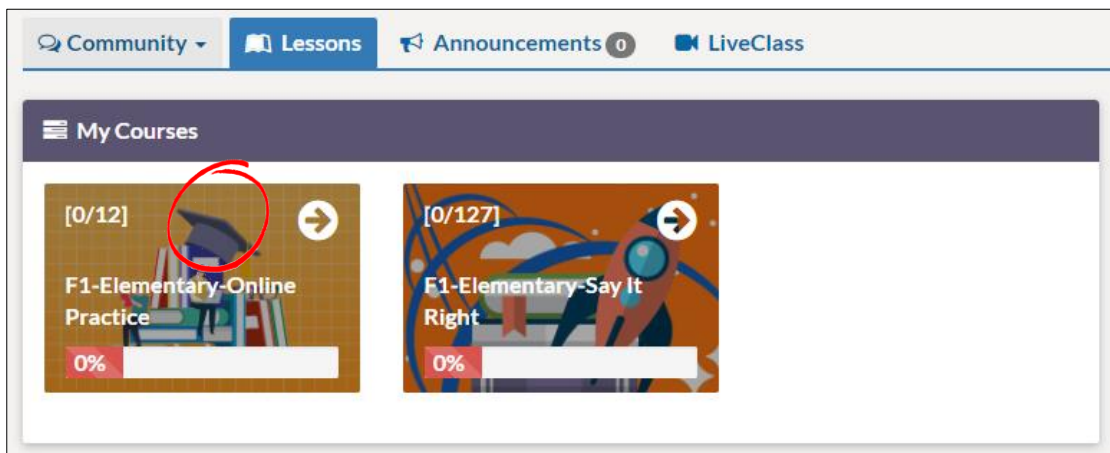 Community Lessons Announcements 0 LiveClass
My Courses
[0/12]
F1-Elementary-Online
Practice
0%
[0/127]
F1-Elementary-Say It
Right
0%